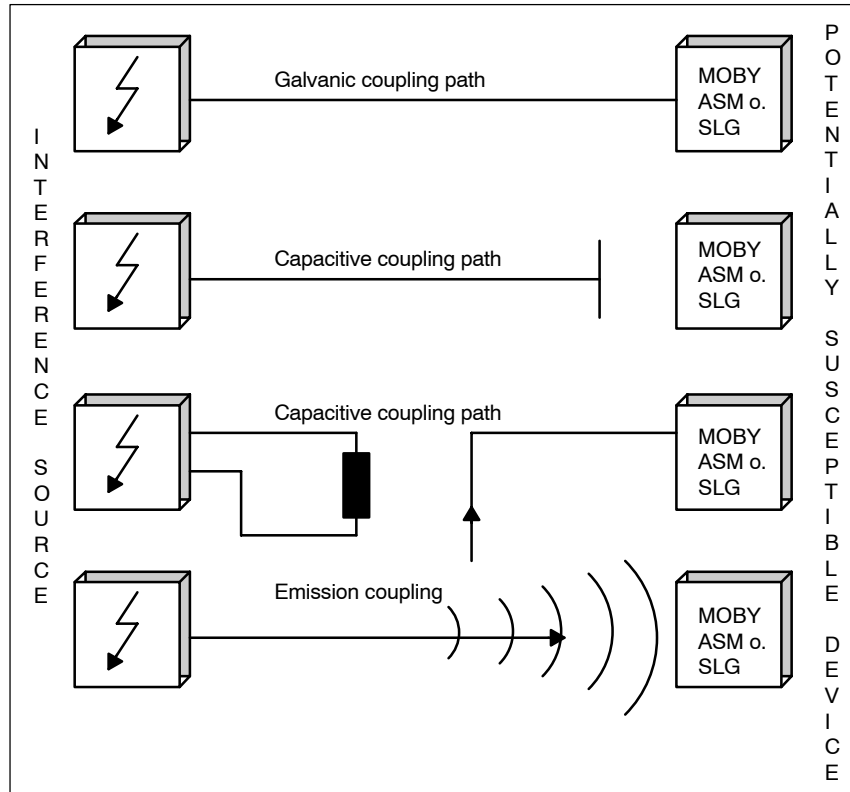 INTERFERENCE SOURCE
Galvanic coupling path
MOBY
ASM o.
SLG
Capacitive coupling path
MOBY
ASM o.
SLG
Capacitive coupling path
MOBY
ASM o.
SLG
Emission coupling
MOBY
ASM o.
SLG
POTENTIALLY SUSCEPTIBLE DEVICE